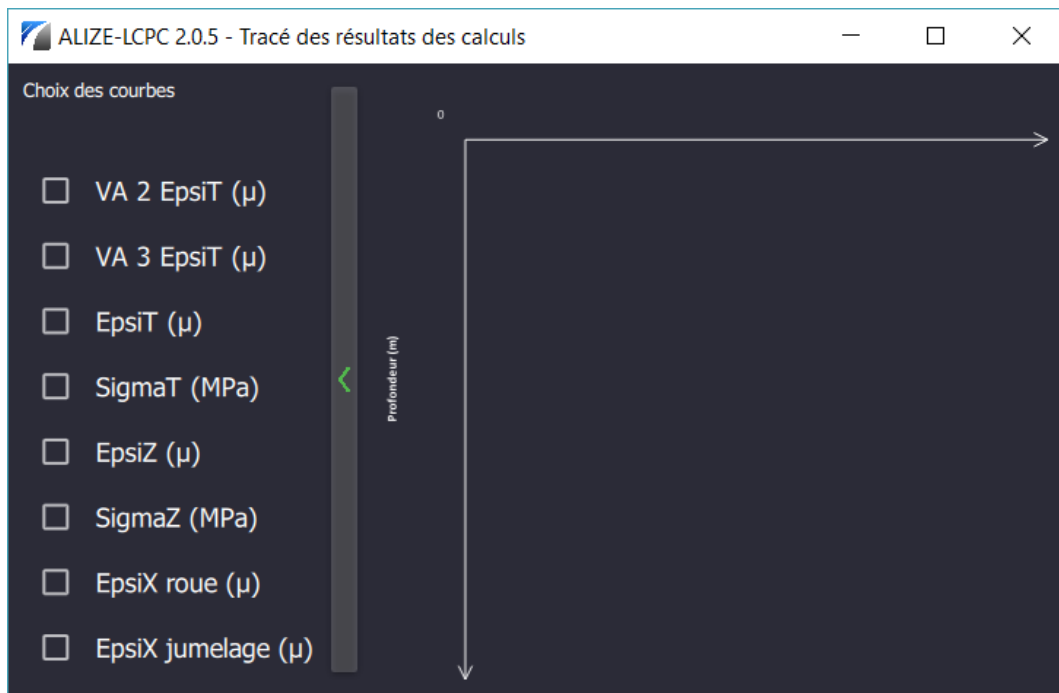 ALIZE-LCPC 2.0.5 - Tracé des résultats des calculs
Choix des courbes
VA 2 EpsiT (µ)
VA 3 EpsiT (µ)
EpsiT (µ)
SigmaT (MPa)
EpsiZ (µ)
SigmaZ (MPa)
EpsiX roue (µ)
EpsiX jumelage (µ)
0
Profondeur (m)